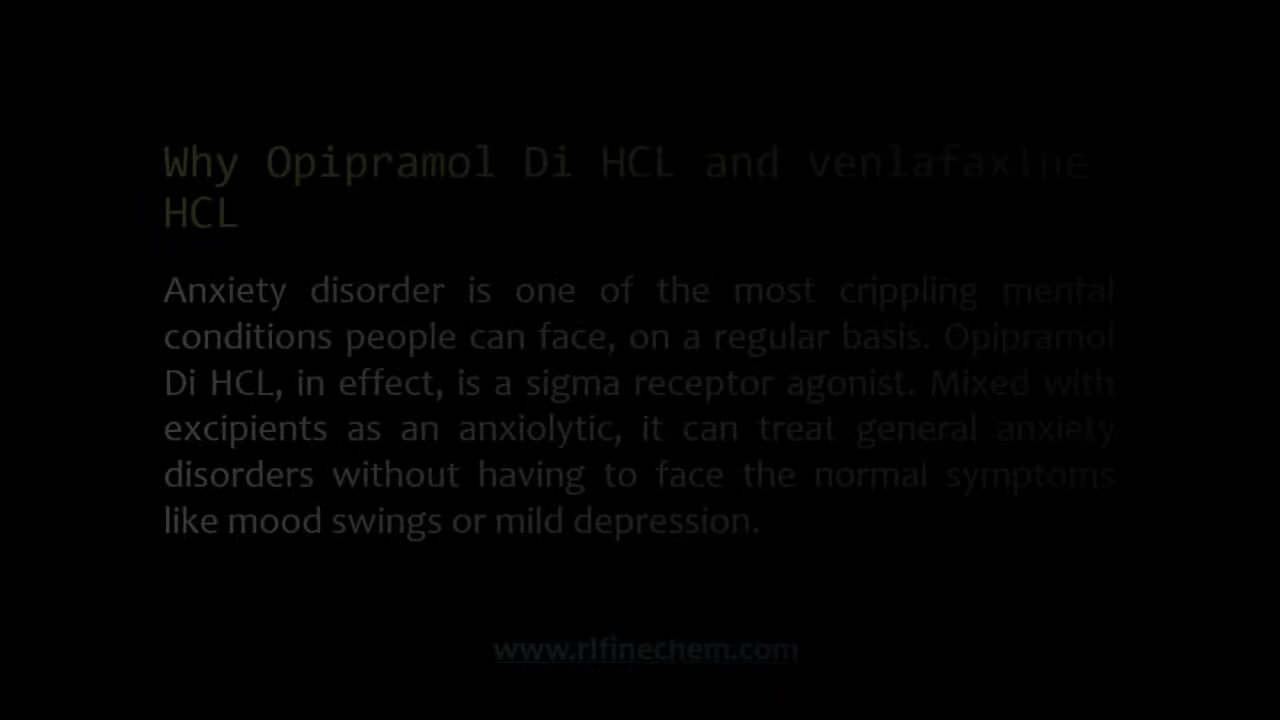 Why Opipramol Di HCL and venlafaxine
HCL
Anxiety disorder is one of the most crippling mental
conditions people can face, on a regular basis. Opipramol
Di HCL, in effect, is a sigma receptor agonist. Mixed with
excipients as an anxiolytic, it can treat general anxiety
disorders without having to face the normal symptoms
like mood swings or mild depression.
www.rlfinechem.com